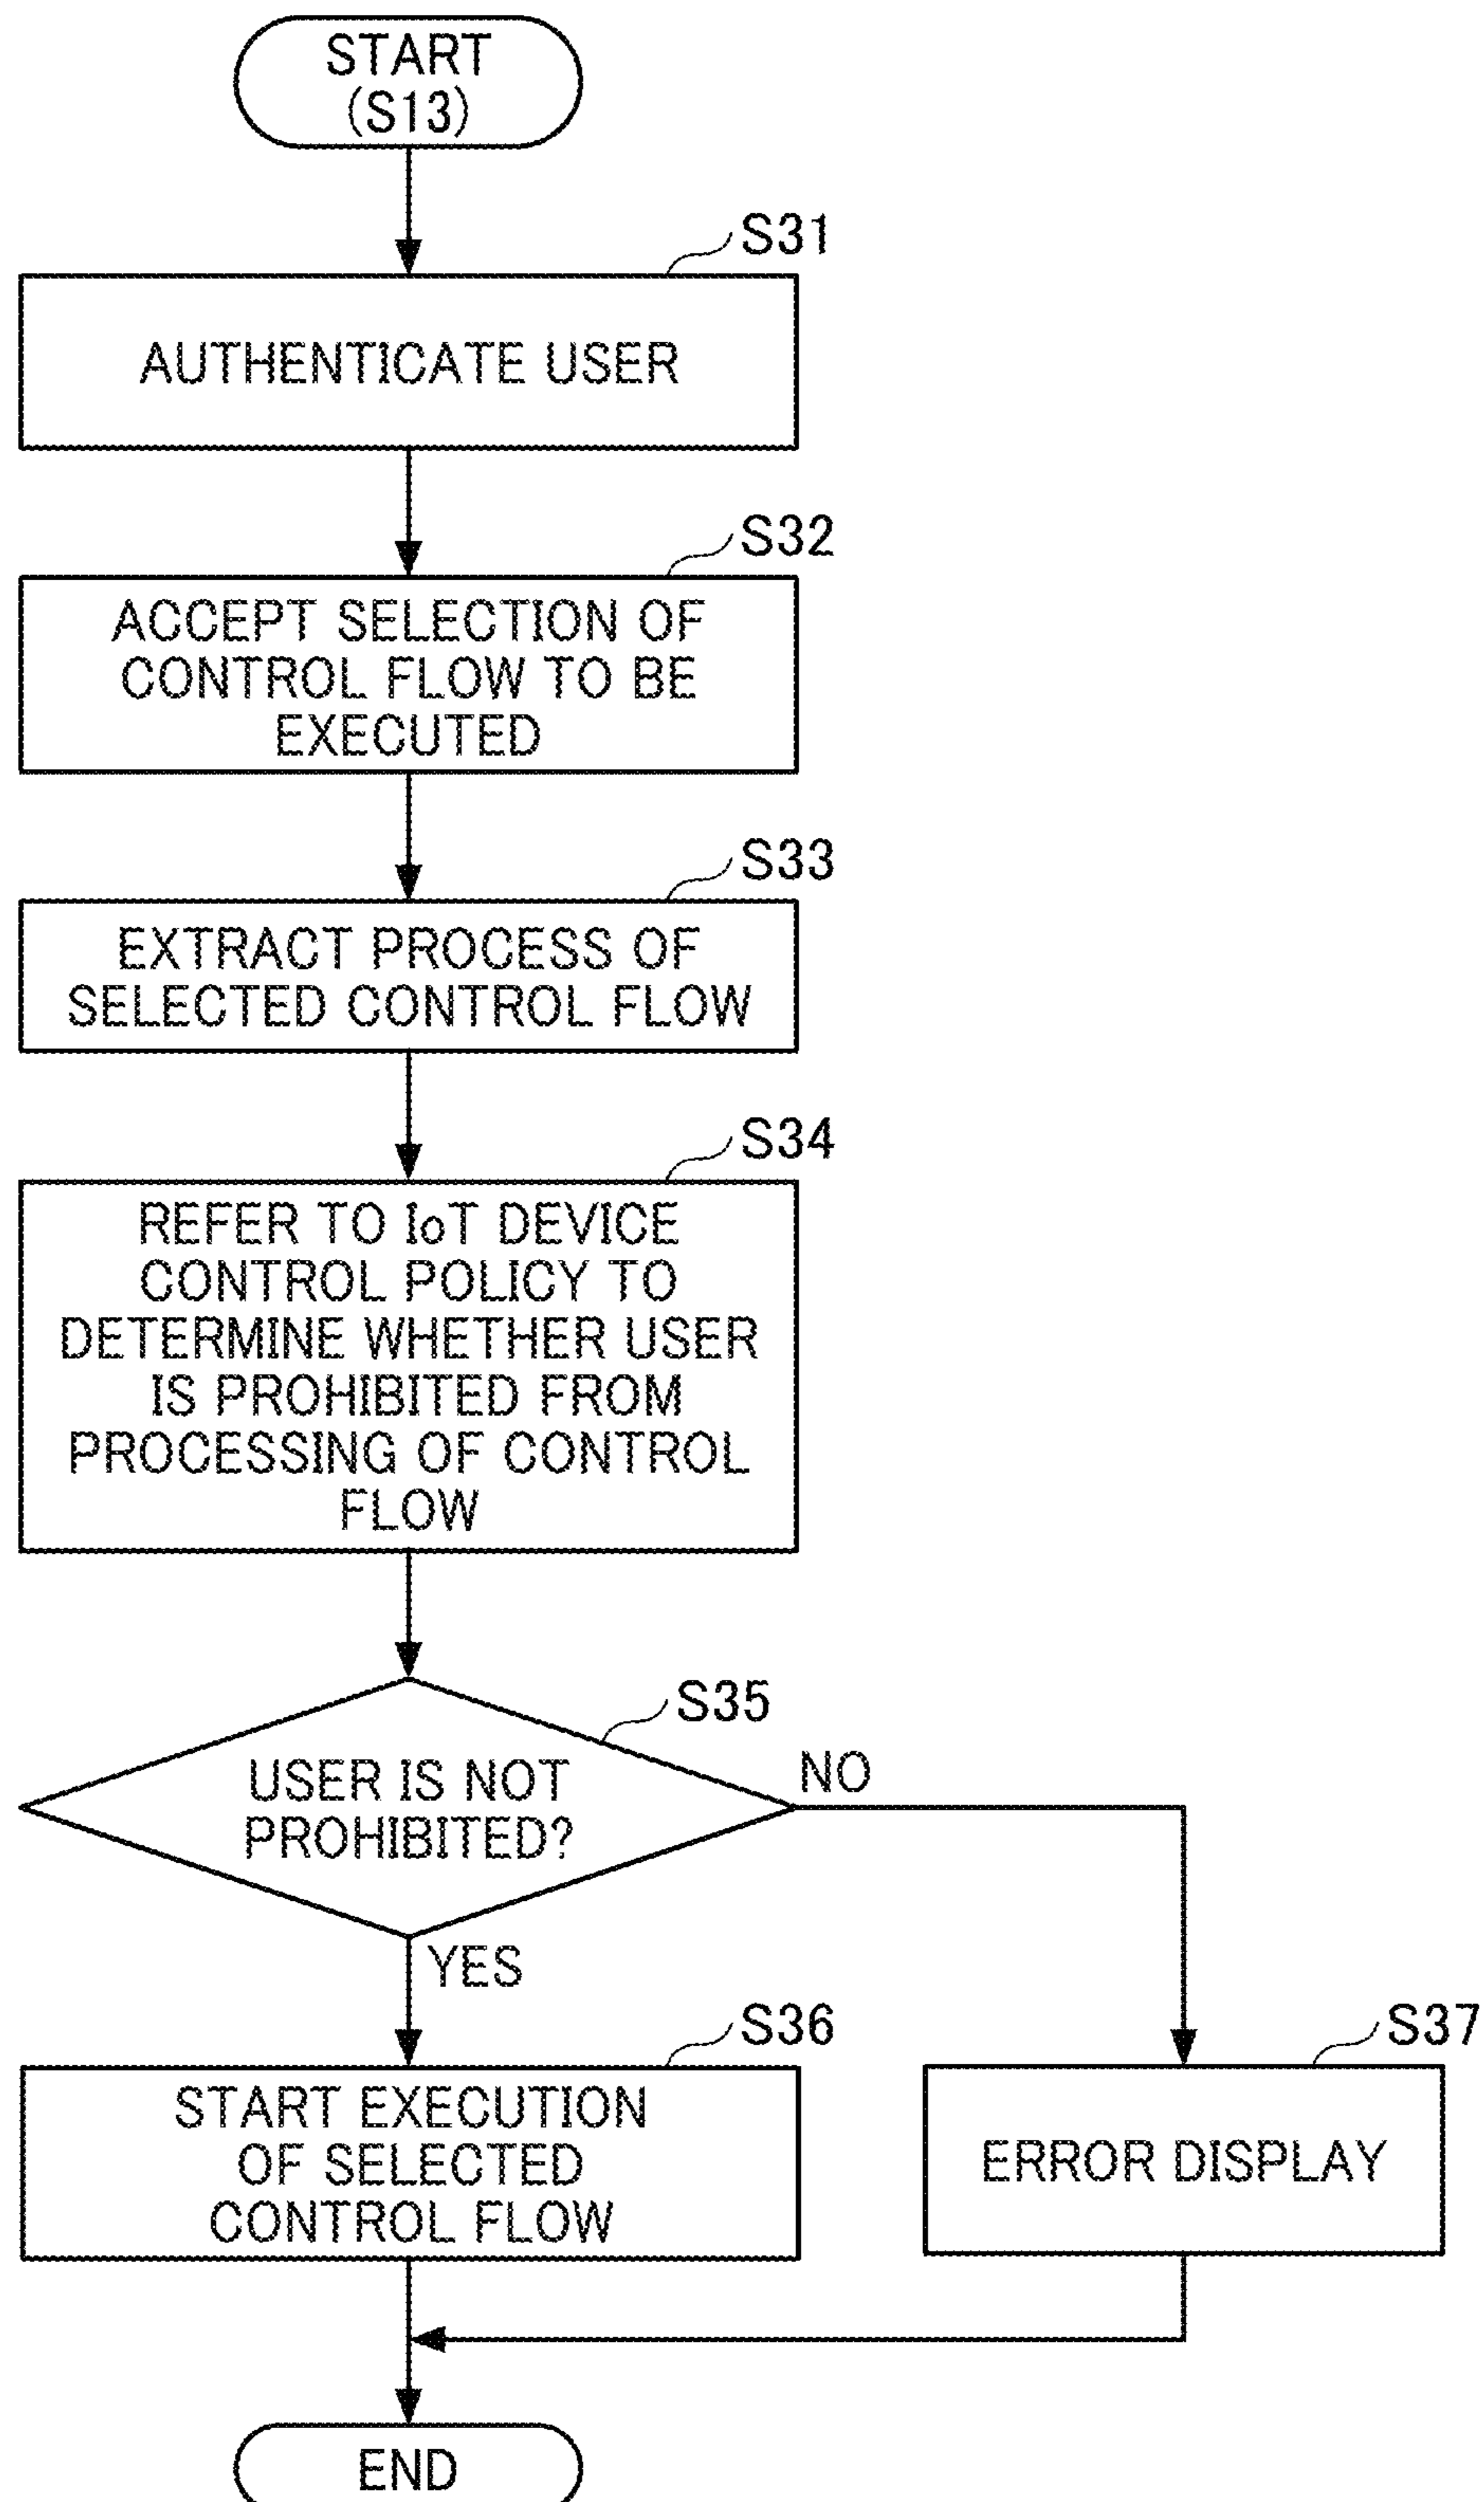 START
(S13)
S31
AUTHENTICATE USER
S32
ACCEPT SELECTION OF
CONTROL FLOW TO BE
EXECUTED
S33
EXTRACT PROCESS OF
SELECTED CONTROL FLOW
S34
REFER TO IoT DEVICE
CONTROL POLICY TO
DETERMINE WHETHER USER
IS PROHIBITED FROM
PROCESSING OF CONTROL
FLOW
S35
USER IS NOT
PROHIBITED?
NO
YES
S36
START EXECUTION
OF SELECTED
CONTROL FLOW
S37
ERROR DISPLAY
END